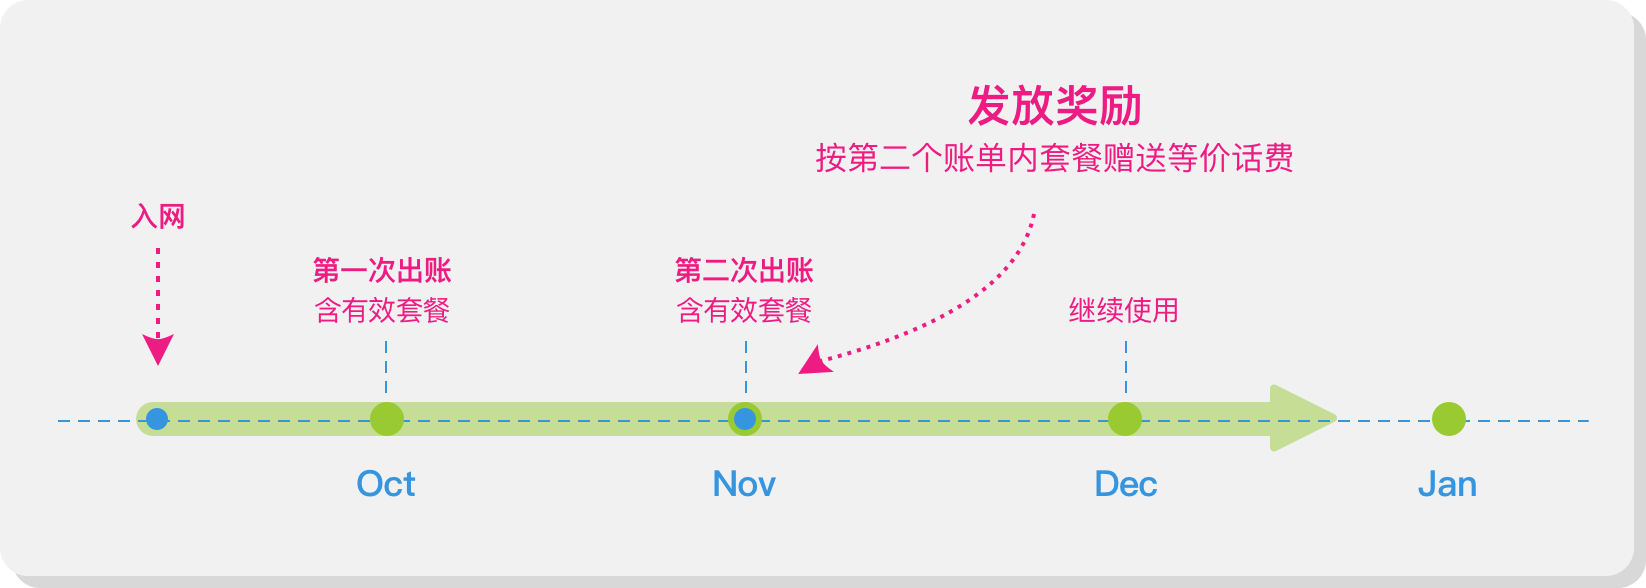 发放奖励
按第二个账单内套餐赠送等价话费
入网
第一次出账
含有效套餐
第二次出账
含有效套餐
继续使用
Oct
Nov
Dec
Jan